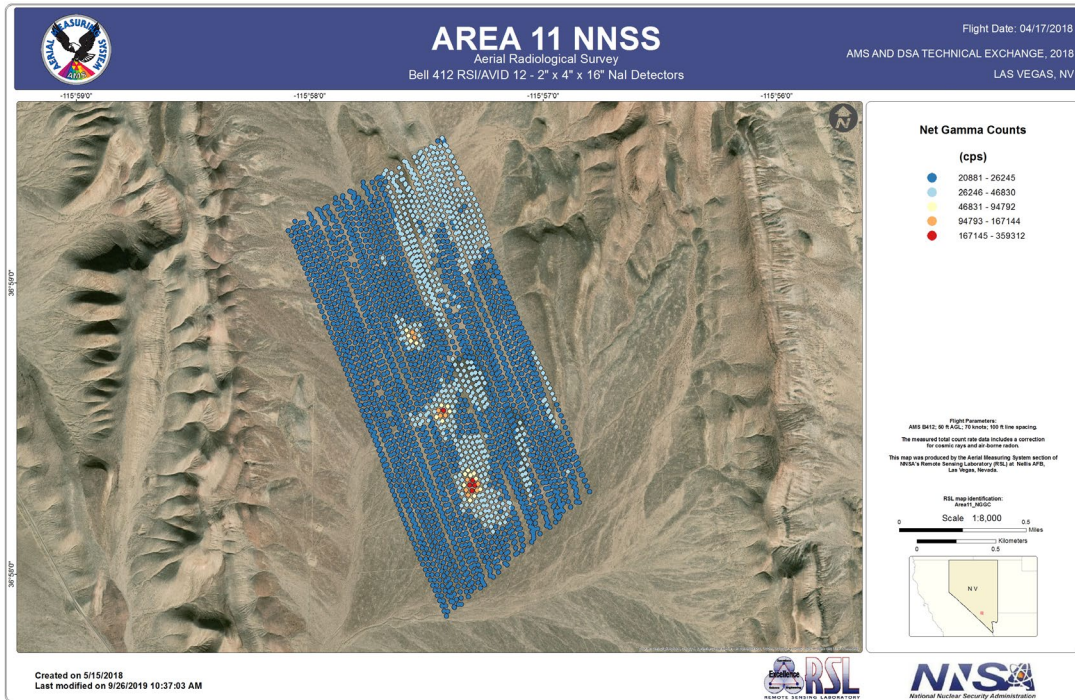 AERIAL MEASURING SYSTEM
AMS
AREA 11 NNSS
Aerial Radiological Survey
Bell 412 RSI/AVID 12 - 2" x 4" x 16" NaI Detectors
Flight Date: 04/17/2018
AMS AND DSA TECHNICAL EXCHANGE, 2018
LAS VEGAS, NV
-115°59'0"
-115°58'0"
-115°57'0"
-115°56'0"
N
36°59'0"
36°58'0"
Net Gamma Counts
(cps)
20881 - 26245
26246 - 46830
46831 - 94792
94793 - 167144
167145 - 359312
Flight Parameters:
AMS B412; 50 ft AGL; 70 knots; 100 ft line spacing.
The measured total count rate data includes a correction
for cosmic rays and air-borne radon.
This map was produced by the Aerial Measuring System section of
NNSA's Remote Sensing Laboratory (RSL) at Nellis AFB,
Las Vegas, Nevada.
RSL map identification:
Area11_NGGC
Scale 1:8,000
0 0.5
Miles
Kilometers
0 0.5
NV
Created on 5/15/2018
Last modified on 9/26/2019 10:37:03 AM
Excellence
RSL
REMOTE SENSING LABORATORY
NNSA
National Nuclear Security Administration